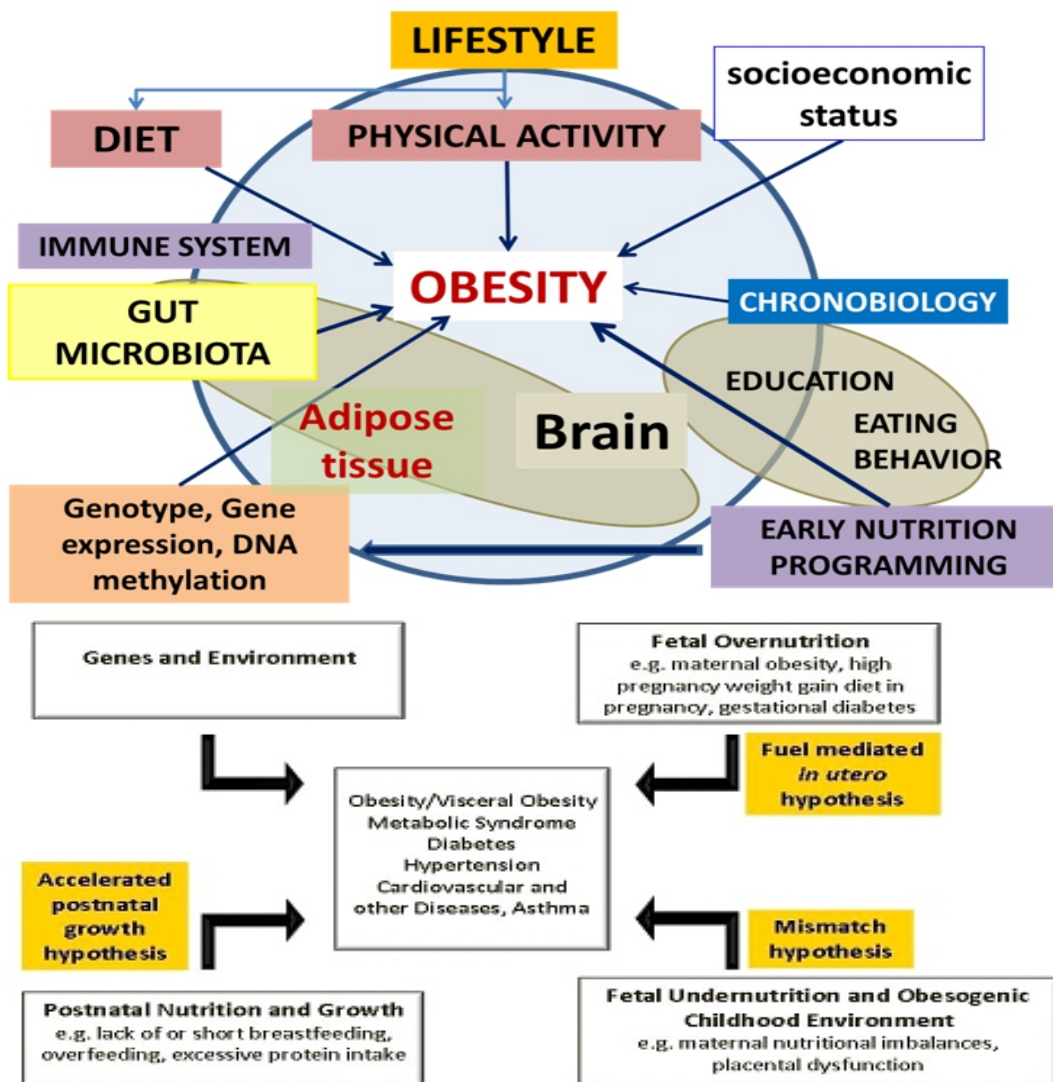 LIFESTYLE
socioeconomic
status
DIET
PHYSICAL ACTIVITY
IMMUNE SYSTEM
OBESITY
CHRONOBIOLOGY
GUT
MICROBIOTA
EDUCATION
EATING
BEHAVIOR
Adipose
tissue
Brain
Genotype, Gene
expression, DNA
methylation
EARLY NUTRITION
PROGRAMMING
Genes and Environment
Fetal Overnutrition
e.g. maternal obesity, high
pregnancy weight gain diet in
pregnancy, gestational diabetes
Fuel mediated
in utero
hypothesis
Obesity/Visceral Obesity
Metabolic Syndrome
Diabetes
Hypertension
Cardiovascular and
other Diseases, Asthma
Accelerated
postnatal
growth
hypothesis
Mismatch
hypothesis
Postnatal Nutrition and Growth
e.g. lack of or short breastfeeding,
overfeeding, excessive protein intake
Fetal Undernutrition and Obesogenic
Childhood Environment
e.g. maternal nutritional imbalances,
placental dysfunction